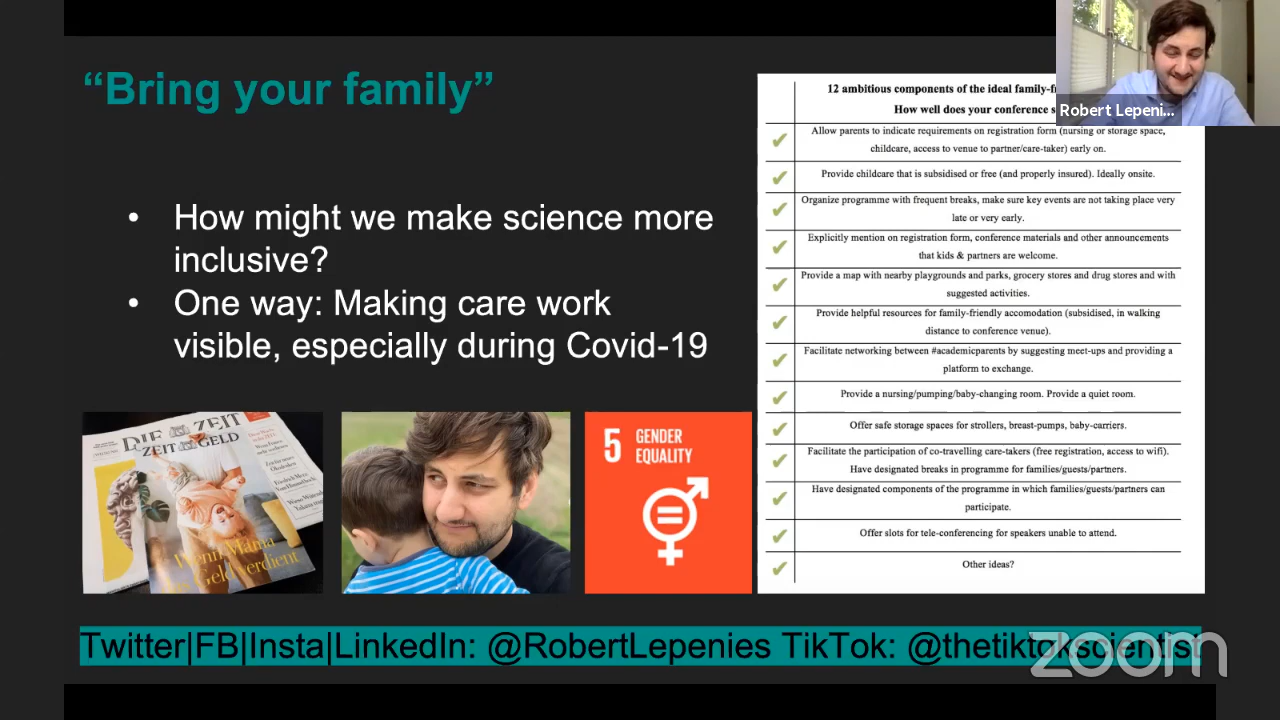 “Bring your family”
• How might we make science more
inclusive?
• One way: Making care work
visible, especially during Covid-19
DIE ZEIT
ZEIT GELD
Wenn Mama
Geld verdient
5 GENDER
EQUALITY
12 ambitious components of the ideal family-f
How well does your conference s
Allow parents to indicate requirements on registration form (nursing or storage space,
childcare, access to venue to partner/care-taker) early on.
Provide childcare that is subsidised or free (and properly insured). Ideally onsite.
Organize programme with frequent breaks, make sure key events are not taking place very
late or very early.
Explicitly mention on registration form, conference materials and other announcements
that kids & partners are welcome.
Provide a map with nearby playgrounds and parks, grocery stores and drug stores and with
suggested activities.
Provide helpful resources for family-friendly accomodation (subsidised, in walking
distance to conference venue).
Facilitate networking between #academicparents by suggesting meet-ups and providing a
platform to exchange.
Provide a nursing/pumping/baby-changing room. Provide a quiet room.
Offer safe storage spaces for strollers, breast-pumps, baby-carriers.
Facilitate the participation of co-travelling care-takers (free registration, access to wifi).
Have designated breaks in programme for families/guests/partners.
Have designated components of the programme in which families/guests/partners can
participate.
Offer slots for tele-conferencing for speakers unable to attend.
Other ideas?
Robert Lepeni...
Twitter|FB|Insta|LinkedIn: @RobertLepenies TikTok: @thetiktokscientist
zoom